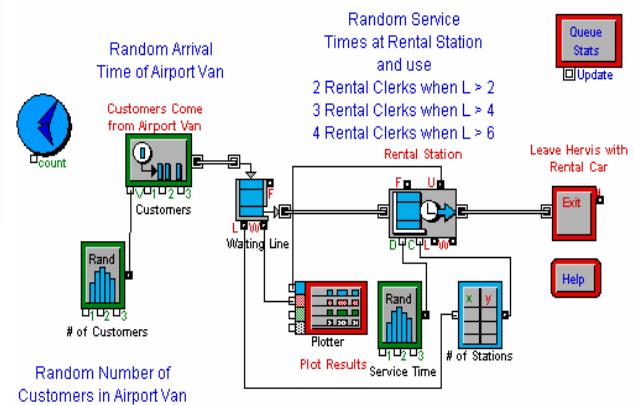 Random Arrival
Time of Airport Van
Random Service
Times at Rental Station
and use
2 Rental Clerks when L > 2
3 Rental Clerks when L > 4
4 Rental Clerks when L > 6
Queue
Stats
Update
Customers Come
from Airport Van
count
V 1 2 3
Customers
Rental Station
Leave Hervis with
Rental Car
F
L W
Waiting Line
F U
D C L W
Exit
Rand
1 2 3
# of Customers
Plotter
Plot Results
Rand
1 2 3
Service Time
x y
# of Stations
Help
Random Number of
Customers in Airport Van